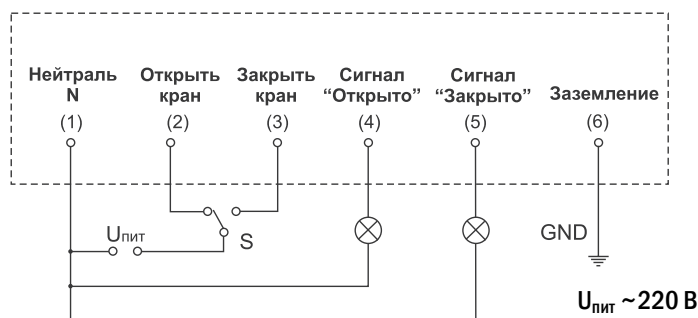 Нейтраль Открыть Закрыть Сигнал Сигнал
N кран кран “Открыто” “Закрыто” Заземление
(1) (2) (3) (4) (5) (6)
Uпит S GND
Uпит ~220 В